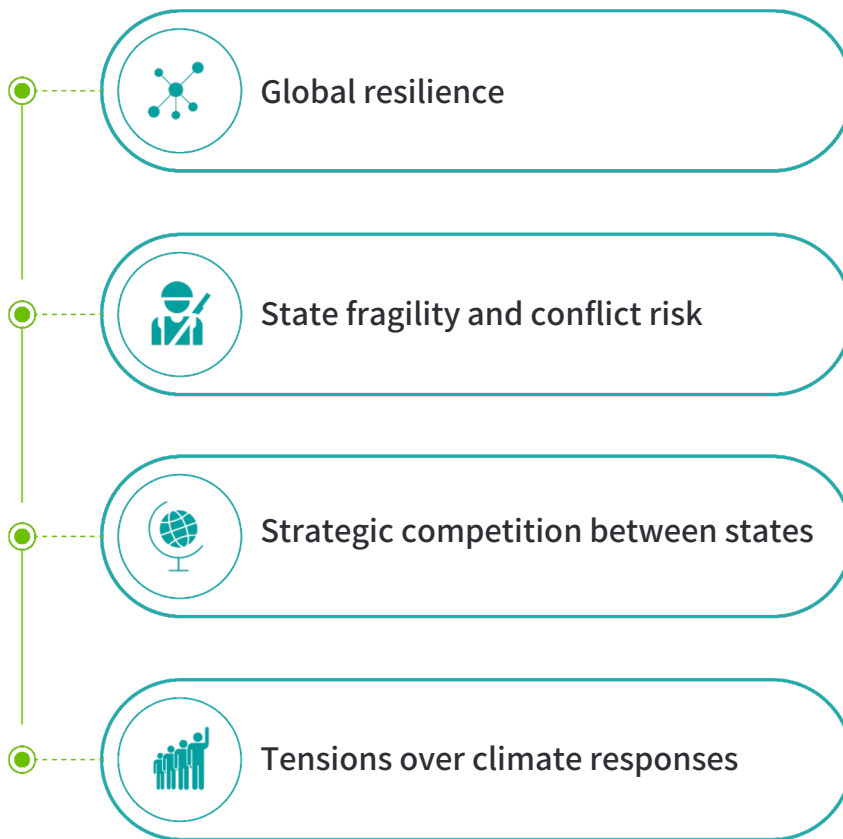 Global resilience
State fragility and conflict risk
Strategic competition between states
Tensions over climate responses